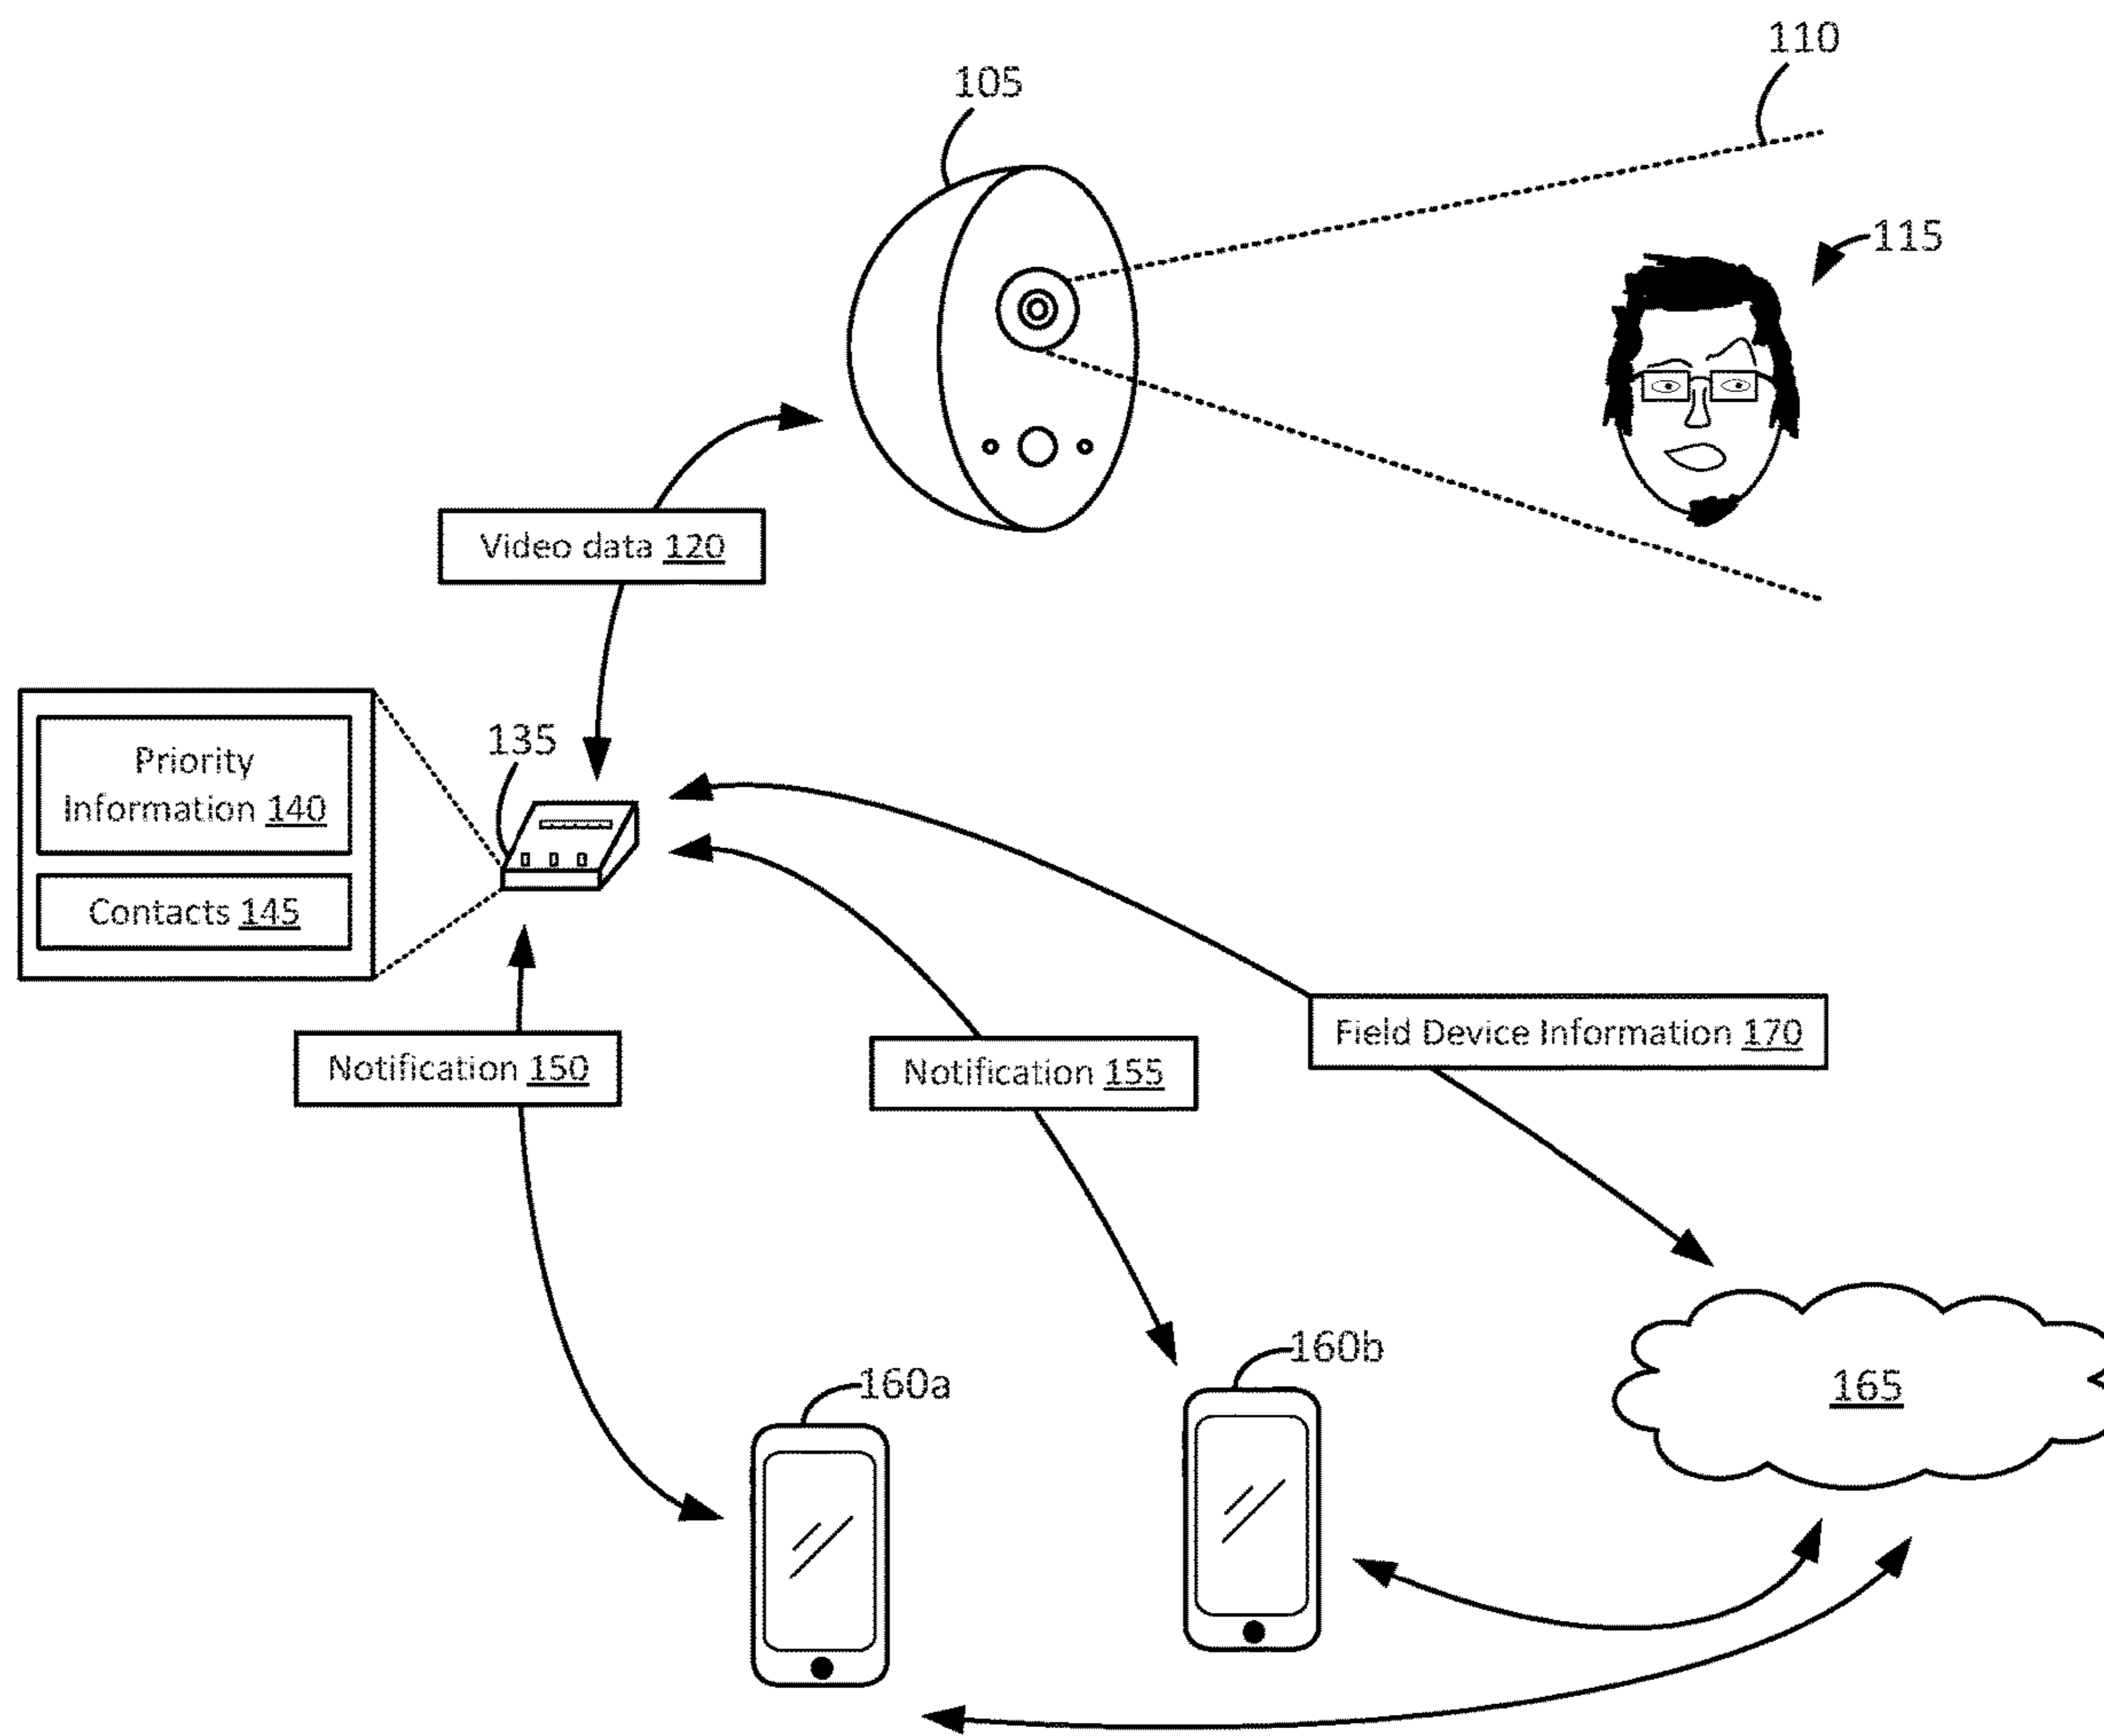 110
105
115
Video data 120
135
Priority
Information 140
Contacts 145
Field Device Information 170
Notification 150
Notification 155
160b
160a
165